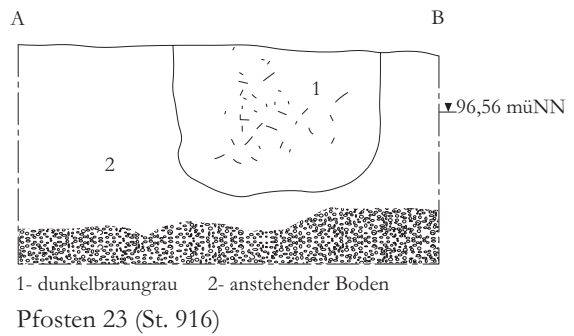 A
B
1
96,56 müNN
2
1- dunkelbraungrau 2- anstehender Boden
Pfosten 23 (St. 916)